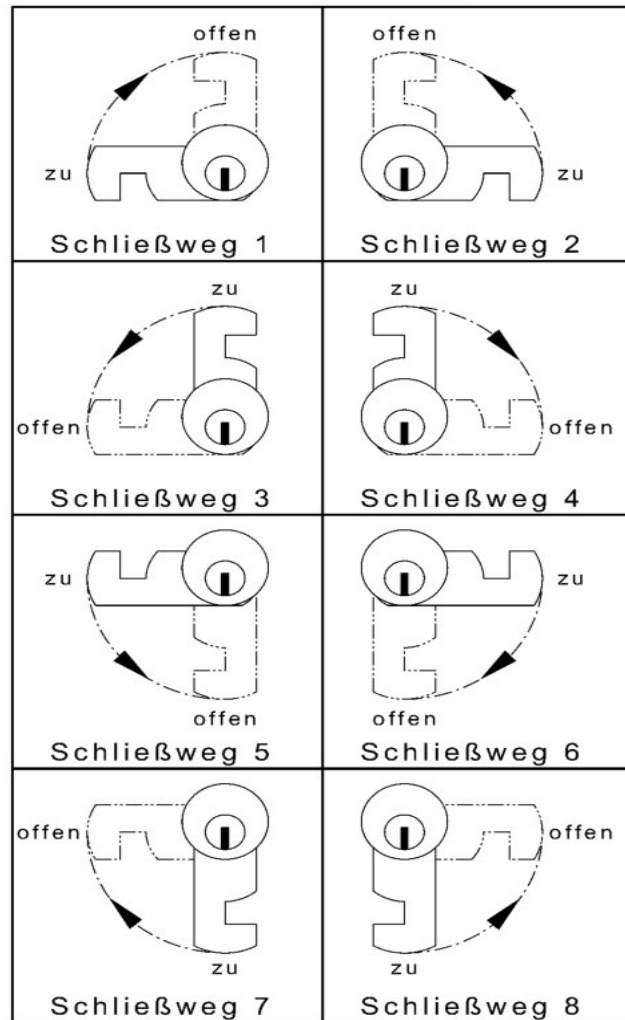 offen
zu
Schließweg 1
offen
zu
Schließweg 2
zu
offen
Schließweg 3
zu
offen
Schließweg 4
zu
offen
Schließweg 5
zu
offen
Schließweg 6
offen
zu
Schließweg 7
offen
zu
Schließweg 8